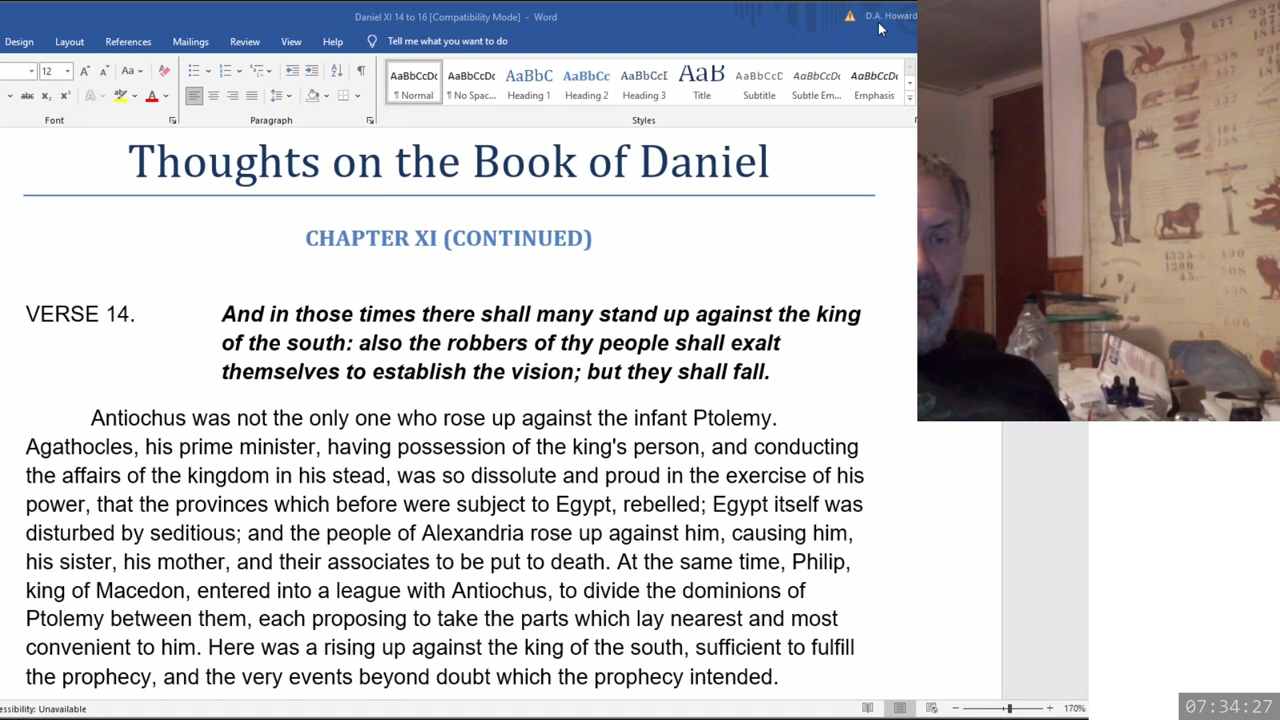 Daniel XI 14 to 16 [Compatibility Mode] - Word
D.A. Howard
Design Layout References Mailings Review View Help Tell me what you want to do
12 Aa
AaBbCcDc AaBbCcDc AaBbC AaBbCc AaBbCcI AaB AaBbCcD AaBbCcDc AaBbCcDc
¶ Normal ¶ No Spac... Heading 1 Heading 2 Heading 3 Title Subtitle Subtle Em... Emphasis
Font Paragraph Styles
Thoughts on the Book of Daniel
CHAPTER XI (CONTINUED)
VERSE 14. And in those times there shall many stand up against the king
of the south: also the robbers of thy people shall exalt
themselves to establish the vision; but they shall fall.
Antiochus was not the only one who rose up against the infant Ptolemy.
Agathocles, his prime minister, having possession of the king's person, and conducting
the affairs of the kingdom in his stead, was so dissolute and proud in the exercise of his
power, that the provinces which before were subject to Egypt, rebelled; Egypt itself was
disturbed by seditious; and the people of Alexandria rose up against him, causing him,
his sister, his mother, and their associates to be put to death. At the same time, Philip,
king of Macedon, entered into a league with Antiochus, to divide the dominions of
Ptolemy between them, each proposing to take the parts which lay nearest and most
convenient to him. Here was a rising up against the king of the south, sufficient to fulfill
the prophecy, and the very events beyond doubt which the prophecy intended.
essibility: Unavailable
170%
677
1335
1290
45
490
508
538
606
07:34:27